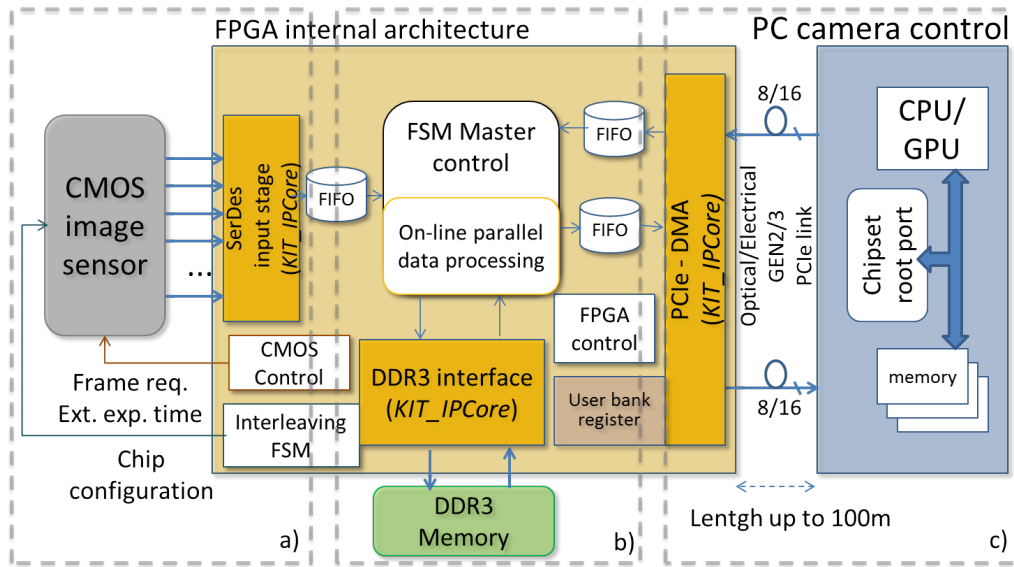 FPGA internal architecture
PC camera control
CMOS
image
sensor
...
SerDes
input stage
(KIT_IPCore)
FIFO
FSM Master
control
On-line parallel
data processing
FIFO
FIFO
PCIe - DMA
(KIT_IPCore)
8/16
Optical/Electrical
GEN2/3
PCIe link
8/16
CPU/
GPU
Chipset
root port
memory
CMOS
Control
Frame req.
Ext. exp. time
Interleaving
FSM
Chip
configuration
DDR3 interface
(KIT_IPCore)
FPGA
control
User bank
register
DDR3
Memory
Lentgh up to 100m
a)
b)
c)